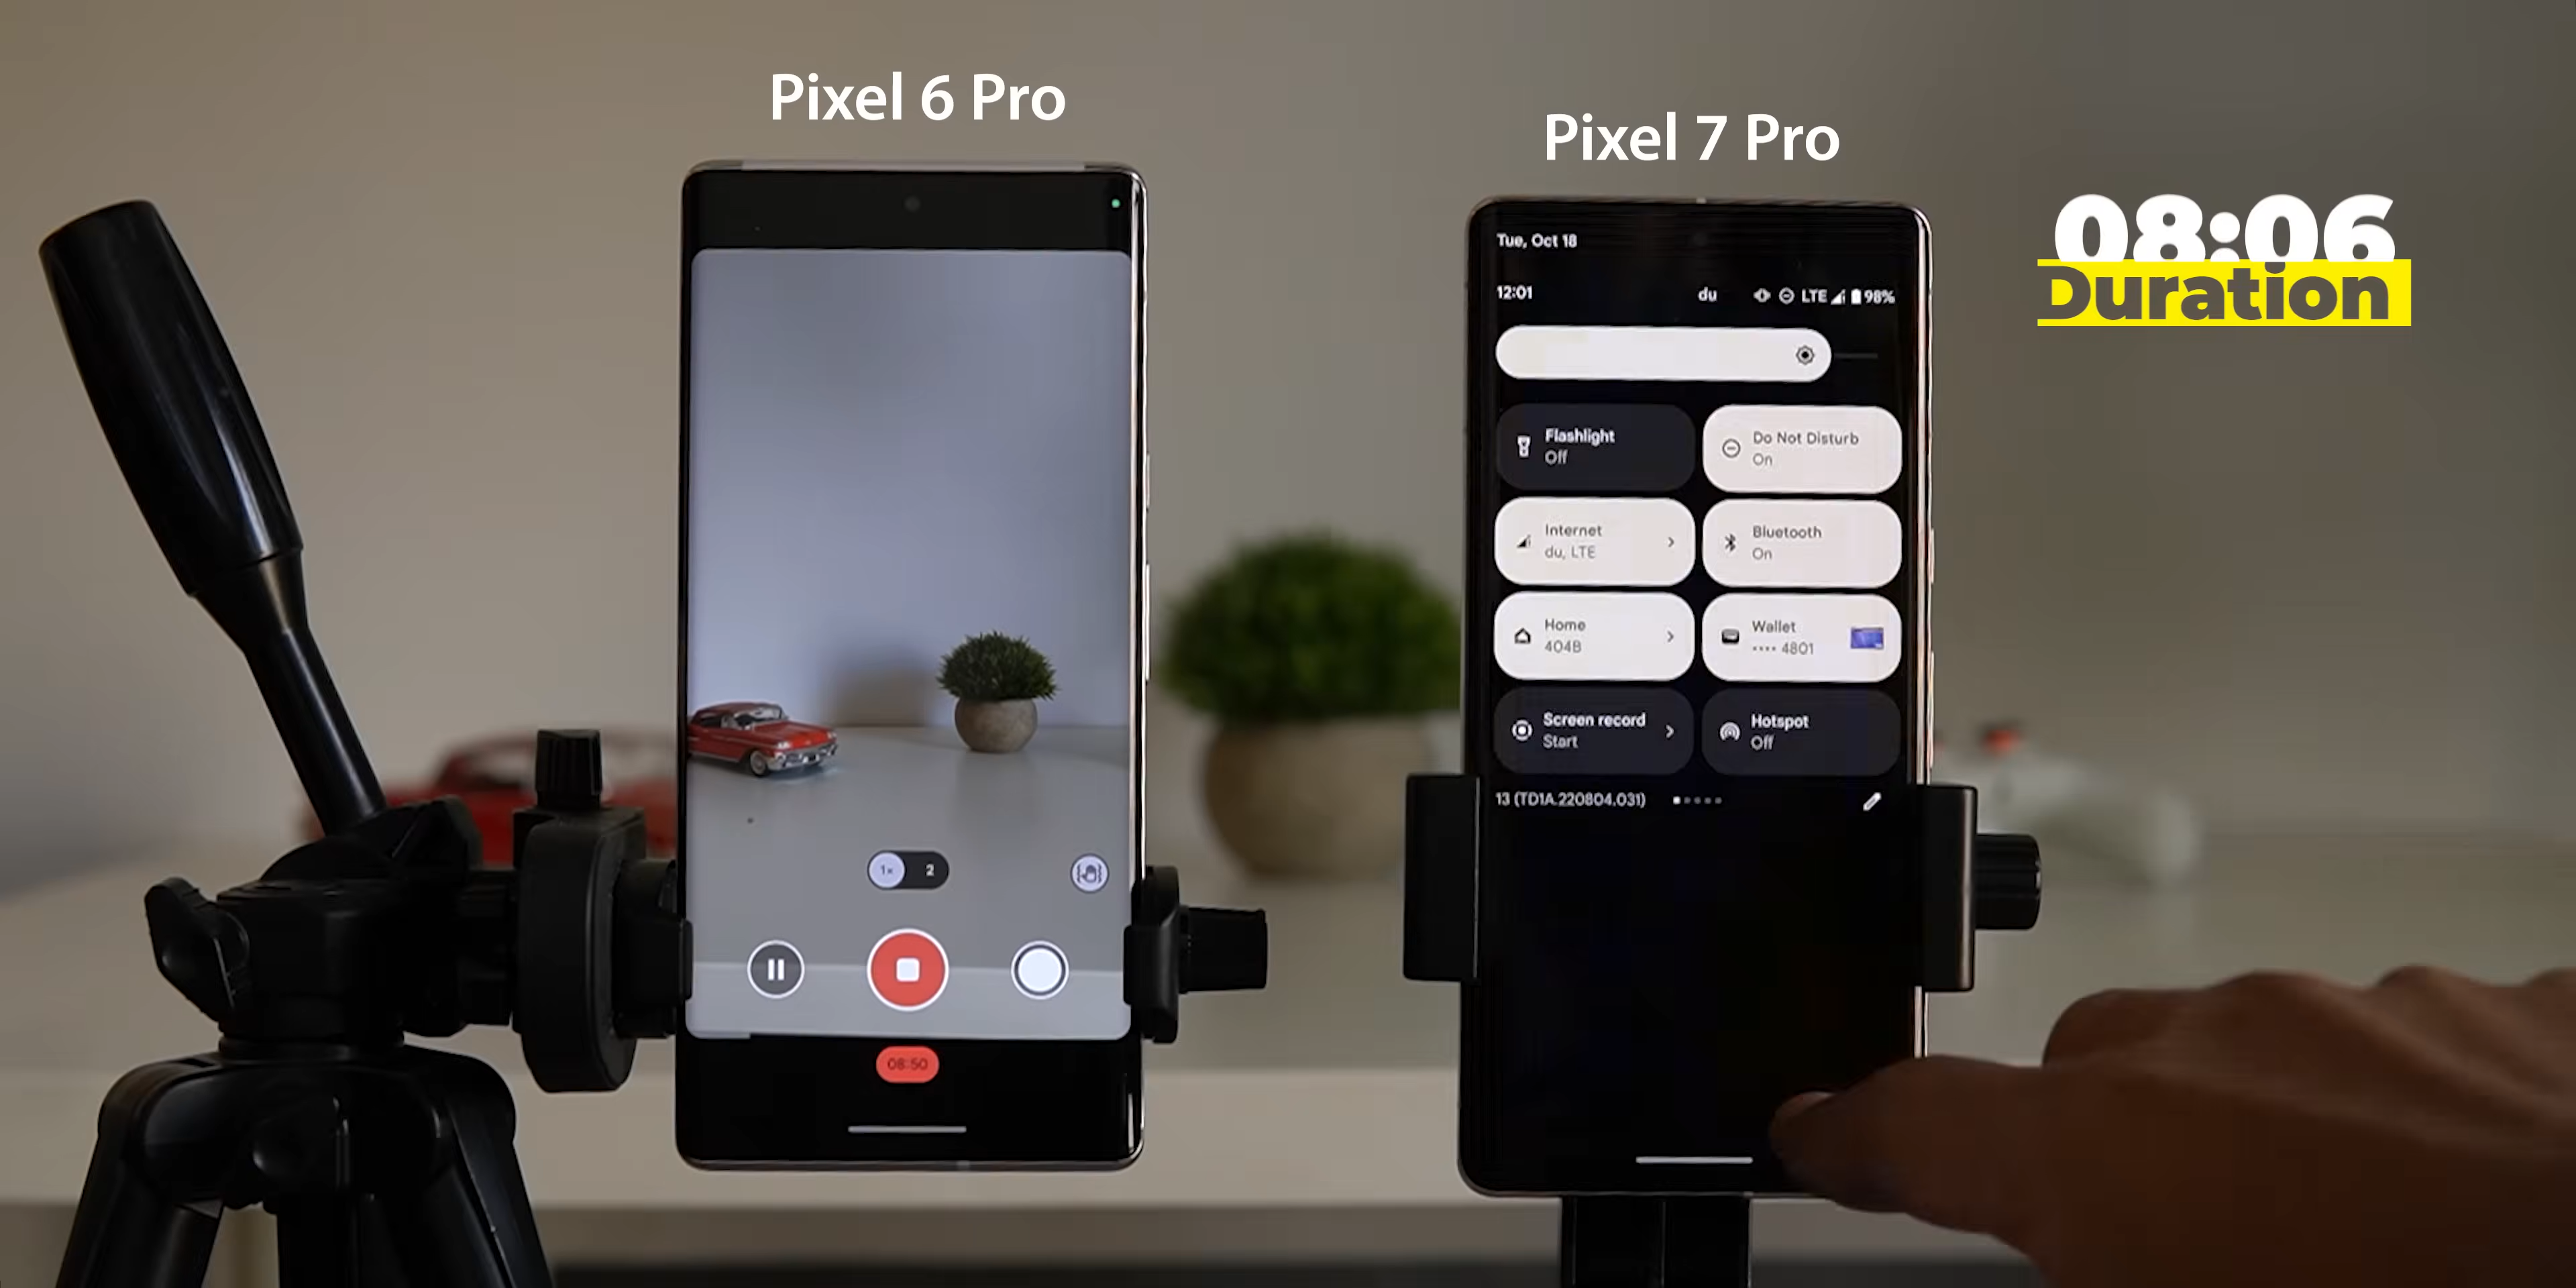 Pixel 6 Pro
Pixel 7 Pro
08:06
Duration
Tue, Oct 18
12:01 du LTE 98%
Flashlight
Off
Do Not Disturb
On
Internet
du, LTE
Bluetooth
On
Home
404B
Wallet
•••• 4801
Screen record
Start
Hotspot
Off
13 (TD1A.220804.031)
1x 2
08:50